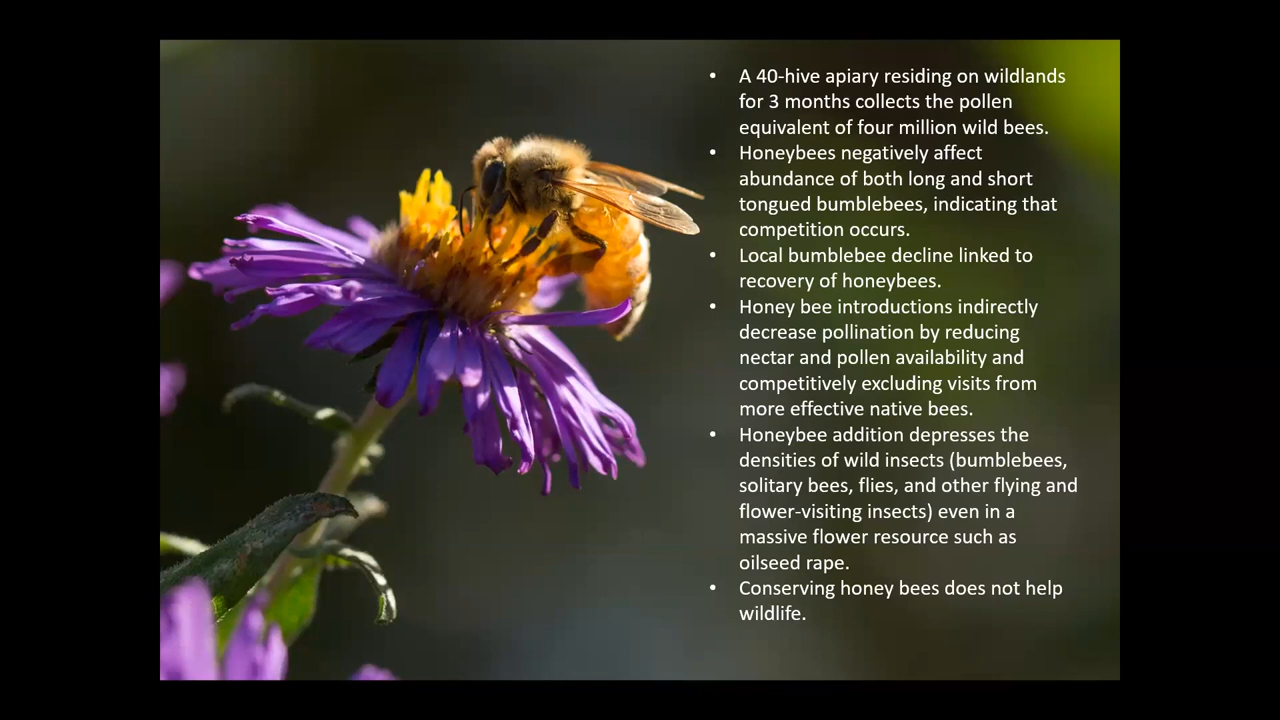 • A 40-hive apiary residing on wildlands
for 3 months collects the pollen
equivalent of four million wild bees.
• Honeybees negatively affect
abundance of both long and short
tongued bumblebees, indicating that
competition occurs.
• Local bumblebee decline linked to
recovery of honeybees.
• Honey bee introductions indirectly
decrease pollination by reducing
nectar and pollen availability and
competitively excluding visits from
more effective native bees.
• Honeybee addition depresses the
densities of wild insects (bumblebees,
solitary bees, flies, and other flying and
flower-visiting insects) even in a
massive flower resource such as
oilseed rape.
• Conserving honey bees does not help
wildlife.